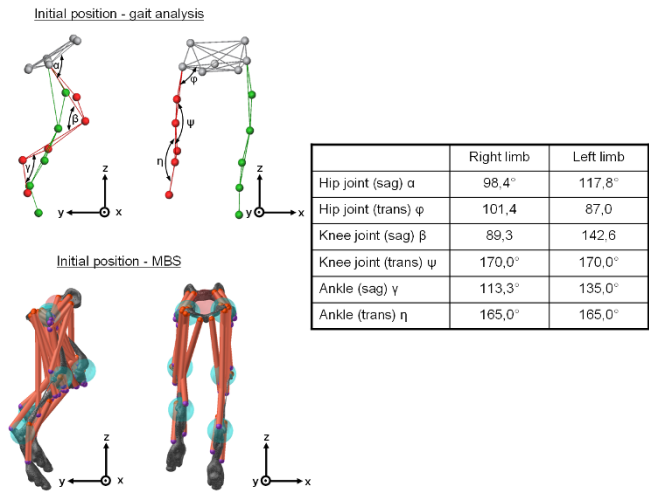 Initial position - gait analysis
α
β
γ
φ
ψ
η
z
y
x
z
y
x
Right limb Left limb
Hip joint (sag) α 98,4° 117,8°
Hip joint (trans) φ 101,4 87,0
Knee joint (sag) β 89,3 142,6
Knee joint (trans) ψ 170,0° 170,0°
Ankle (sag) γ 113,3° 135,0°
Ankle (trans) η 165,0° 165,0°
Initial position - MBS
z
y
x
z
y
x